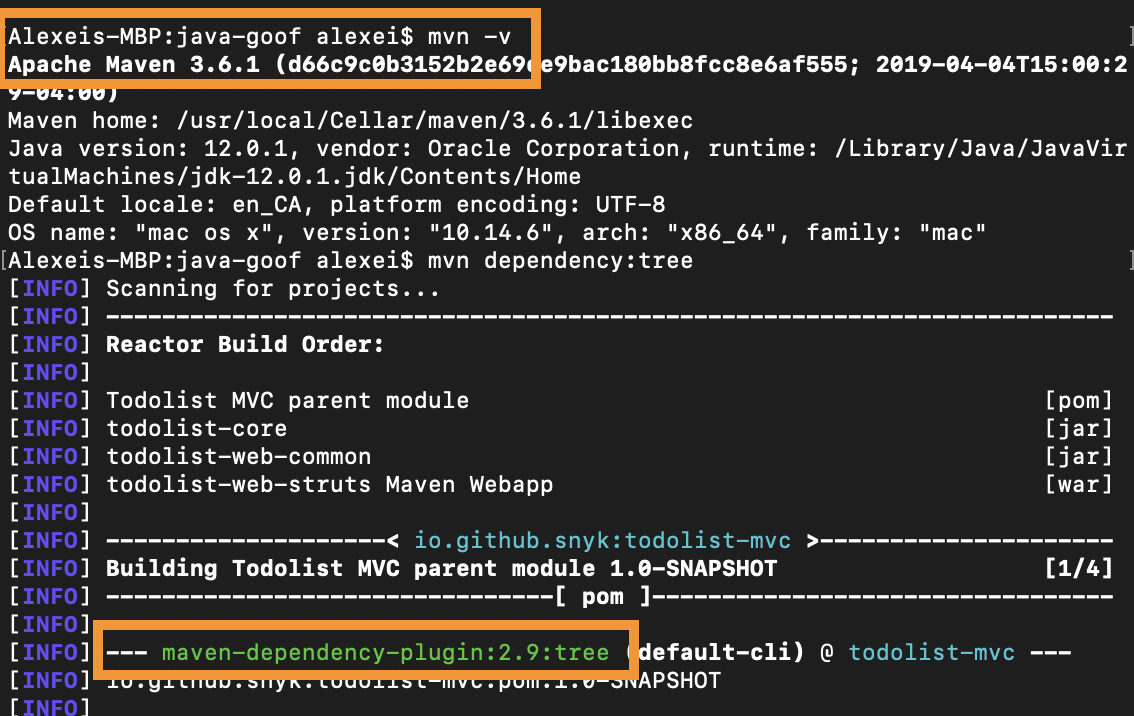 [Alexeis-MBP:java-goof alexei$ mvn -v ]
Apache Maven 3.6.1 (d66c9c0b3152b2e69ee9bac180bb8fcc8e6af555; 2019-04-04T15:00:2
9-04:00)
Maven home: /usr/local/Cellar/maven/3.6.1/libexec
Java version: 12.0.1, vendor: Oracle Corporation, runtime: /Library/Java/JavaVir
tualMachines/jdk-12.0.1.jdk/Contents/Home
Default locale: en_CA, platform encoding: UTF-8
OS name: "mac os x", version: "10.14.6", arch: "x86_64", family: "mac"
[Alexeis-MBP:java-goof alexei$ mvn dependency:tree ]
[INFO] Scanning for projects...
[INFO] ------------------------------------------------------------------------
[INFO] Reactor Build Order:
[INFO]
[INFO] Todolist MVC parent module [pom]
[INFO] todolist-core [jar]
[INFO] todolist-web-common [jar]
[INFO] todolist-web-struts Maven Webapp [war]
[INFO]
[INFO] --------------------< io.github.snyk:todolist-mvc >---------------------
[INFO] Building Todolist MVC parent module 1.0-SNAPSHOT [1/4]
[INFO] --------------------------------[ pom ]---------------------------------
[INFO]
[INFO] --- maven-dependency-plugin:2.9:tree (default-cli) @ todolist-mvc ---
[INFO] io.github.snyk:todolist-mvc:pom:1.0-SNAPSHOT
[INFO]